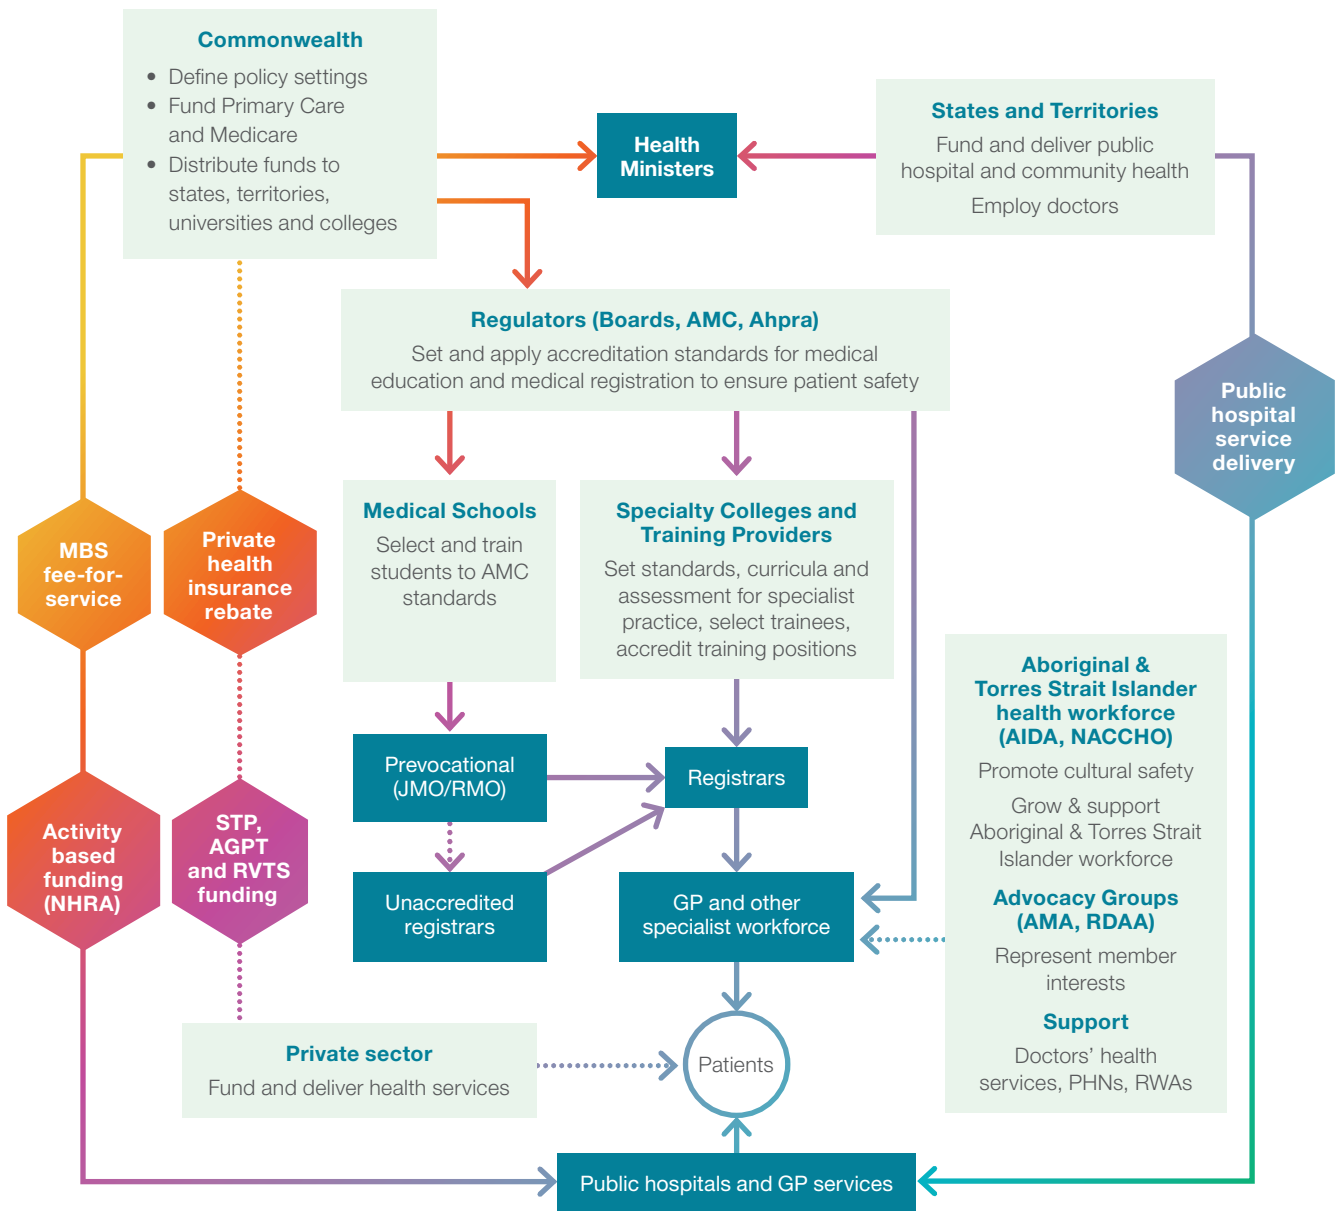 Commonwealth
• Define policy settings
• Fund Primary Care
and Medicare
• Distribute funds to
states, territories,
universities and colleges
Health
Ministers
States and Territories
Fund and deliver public
hospital and community health
Employ doctors
Regulators (Boards, AMC, Ahpra)
Set and apply accreditation standards for medical
education and medical registration to ensure patient safety
Public
hospital
service
delivery
MBS
fee-for-
service
Private
health
insurance
rebate
Medical Schools
Select and train
students to AMC
standards
Specialty Colleges and
Training Providers
Set standards, curricula and
assessment for specialist
practice, select trainees,
accredit training positions
Aboriginal &
Torres Strait Islander
health workforce
(AIDA, NACCHO)
Promote cultural safety
Grow & support
Aboriginal & Torres Strait
Islander workforce
Advocacy Groups
(AMA, RDAA)
Represent member
interests
Support
Doctors’ health
services, PHNs, RWAs
Prevocational
(JMO/RMO)
Registrars
Activity
based
funding
(NHRA)
STP,
AGPT
and RVTS
funding
Unaccredited
registrars
GP and other
specialist workforce
Private sector
Fund and deliver health services
Patients
Public hospitals and GP services